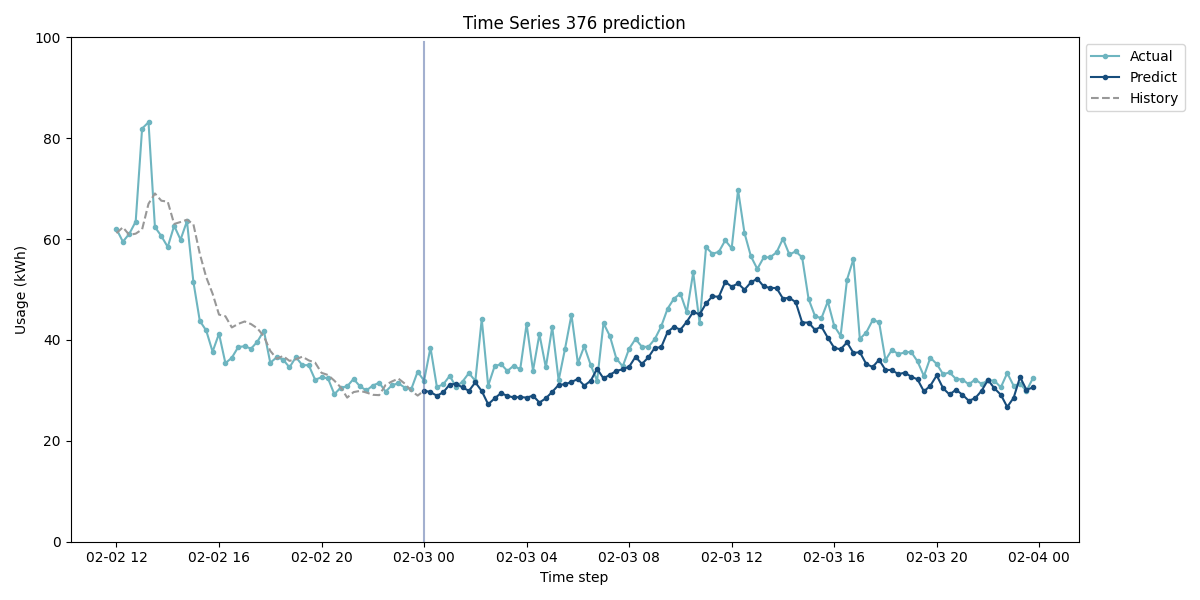 Time Series 376 prediction
Usage (kWh)
100
80
60
40
20
0
02-02 12
02-02 16
02-02 20
02-03 00
02-03 04
02-03 08
02-03 12
02-03 16
02-03 20
02-04 00
Time step
Actual
Predict
History